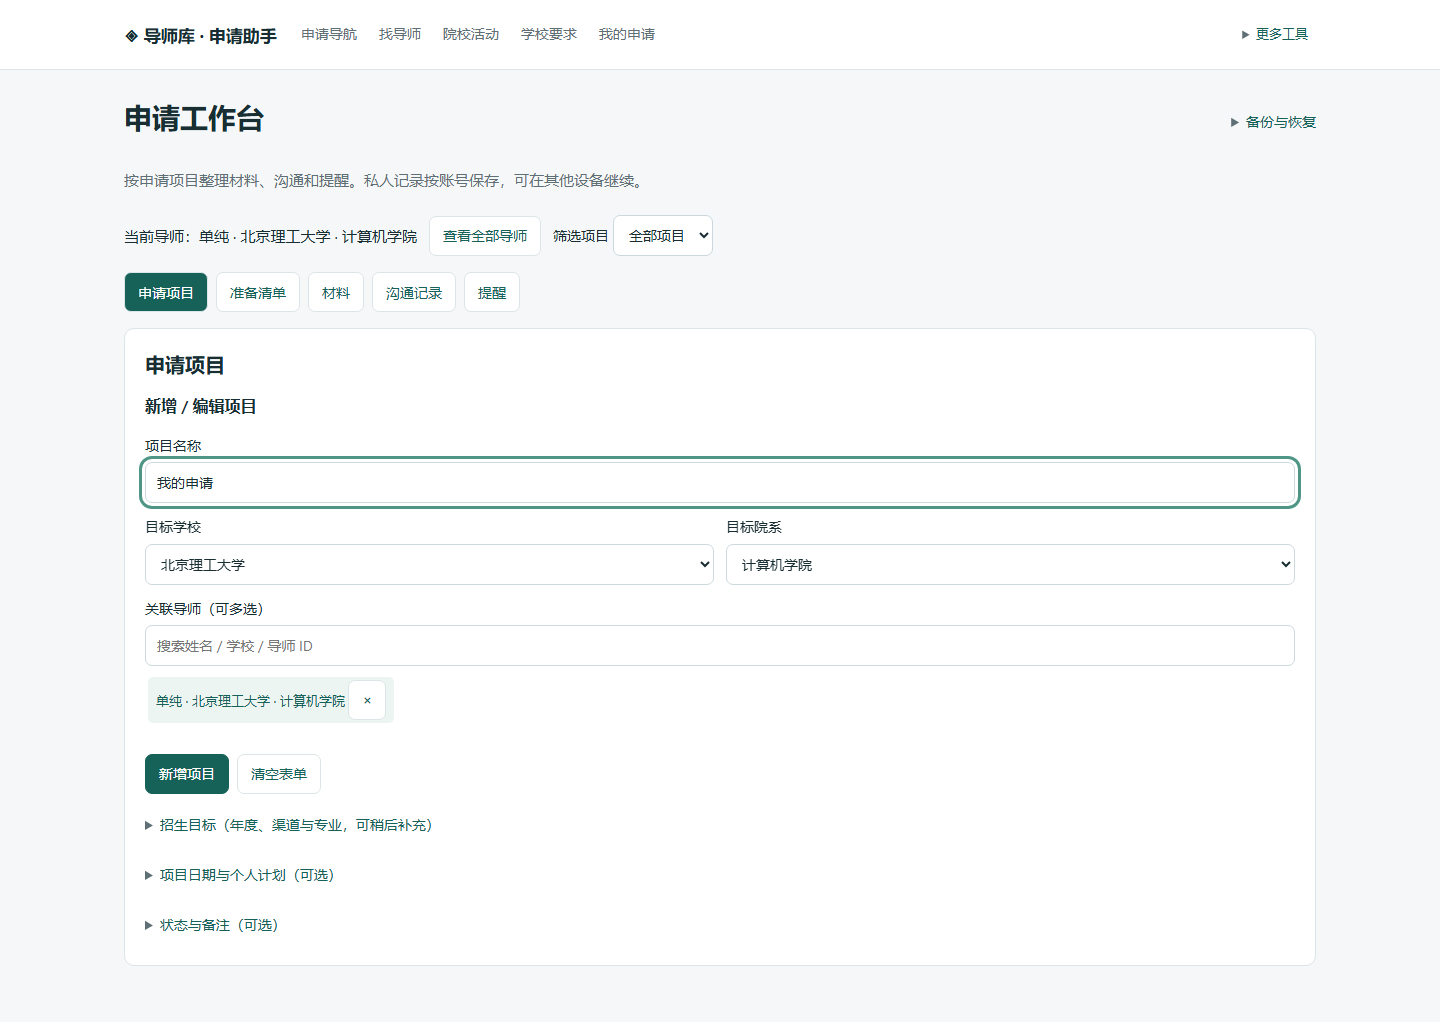 ◈ 导师库 · 申请助手 申请导航 找导师 院校活动 学校要求 我的申请 ▶ 更多工具
申请工作台 ▶ 备份与恢复
按申请项目整理材料、沟通和提醒。私人记录按账号保存，可在其他设备继续。
当前导师：单纯 · 北京理工大学 · 计算机学院 查看全部导师 筛选项目 全部项目
申请项目 准备清单 材料 沟通记录 提醒
申请项目
新增 / 编辑项目
项目名称
我的申请
目标学校 目标院系
北京理工大学 计算机学院
关联导师（可多选）
搜索姓名 / 学校 / 导师 ID
单纯 · 北京理工大学 · 计算机学院 ×
新增项目 清空表单
▶ 招生目标（年度、渠道与专业，可稍后补充）
▶ 项目日期与个人计划（可选）
▶ 状态与备注（可选）